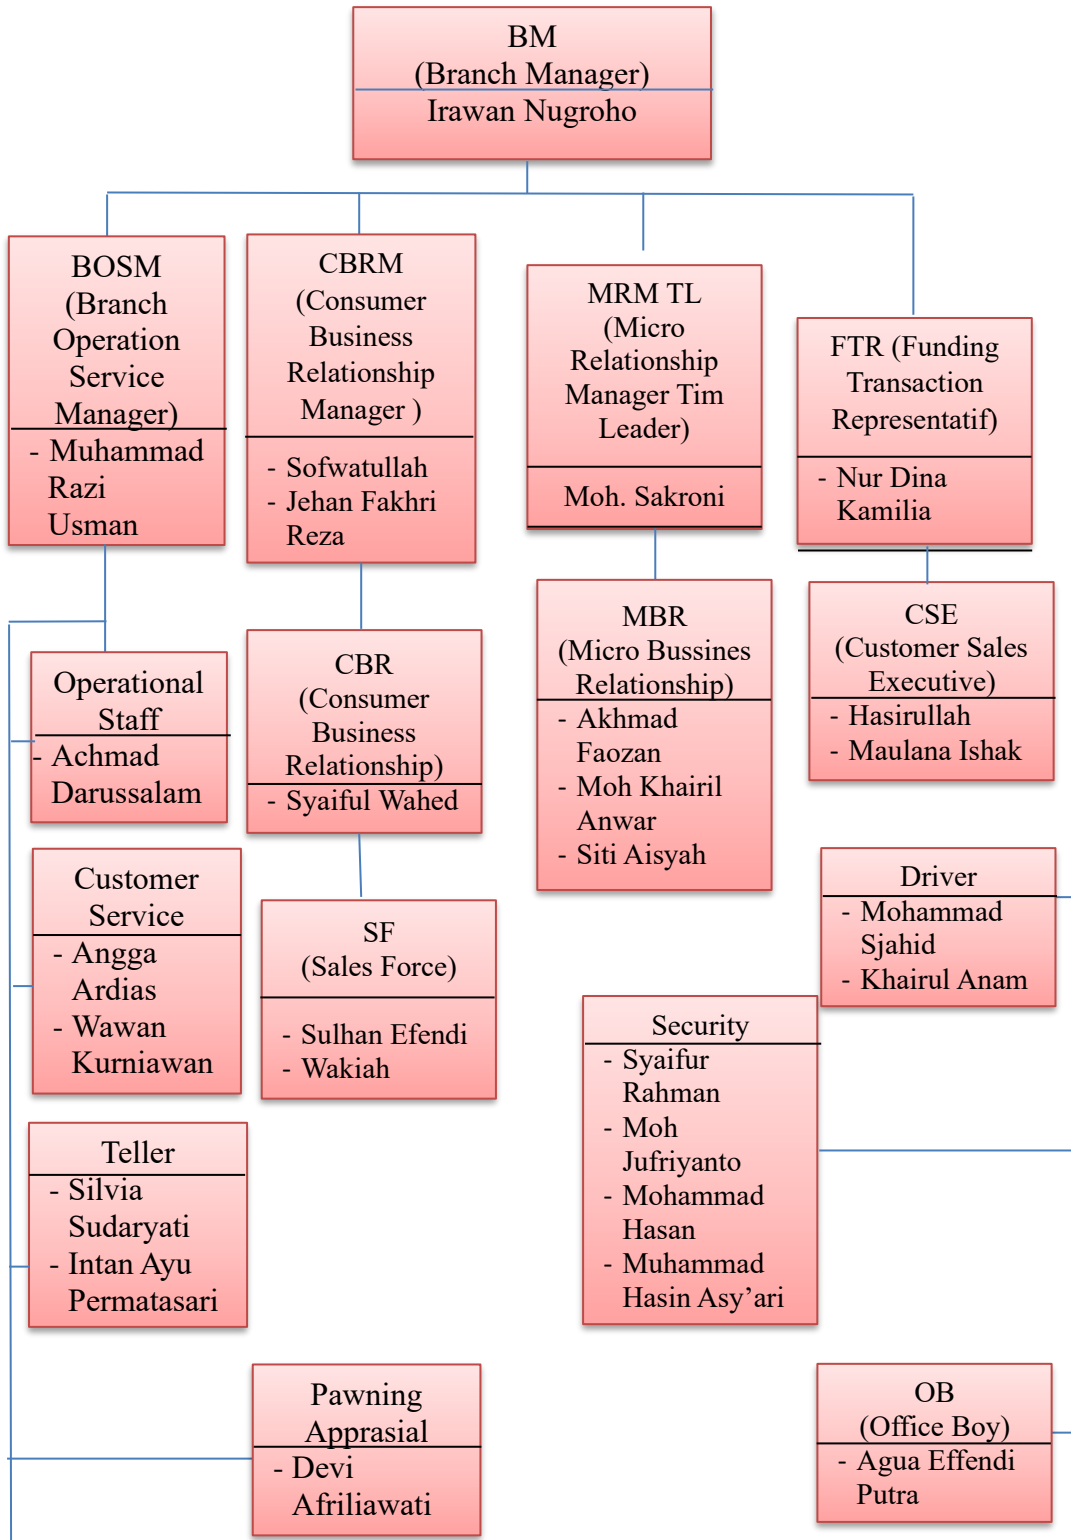 BM
(Branch Manager)
Irawan Nugroho
BOSM
(Branch
Operation
Service
Manager)
- Muhammad
Razi
Usman
CBRM
(Consumer
Business
Relationship
Manager )
- Sofwatullah
- Jehan Fakhri
Reza
MRM TL
(Micro
Relationship
Manager Tim
Leader)
Moh. Sakroni
FTR (Funding
Transaction
Representatif)
- Nur Dina
Kamilia
Operational
Staff
- Achmad
Darussalam
CBR
(Consumer
Business
Relationship)
- Syaiful Wahed
MBR
(Micro Bussines
Relationship)
- Akhmad
Faozan
- Moh Khairil
Anwar
- Siti Aisyah
CSE
(Customer Sales
Executive)
- Hasirullah
- Maulana Ishak
Customer
Service
- Angga
Ardias
- Wawan
Kurniawan
SF
(Sales Force)
- Sulhan Efendi
- Wakiah
Driver
- Mohammad
Sjahid
- Khairul Anam
Security
- Syaifur
Rahman
- Moh
Jufriyanto
- Mohammad
Hasan
- Muhammad
Hasin Asy’ari
Teller
- Silvia
Sudaryati
- Intan Ayu
Permatasari
Pawning
Apprasial
- Devi
Afriliawati
OB
(Office Boy)
- Agua Effendi
Putra